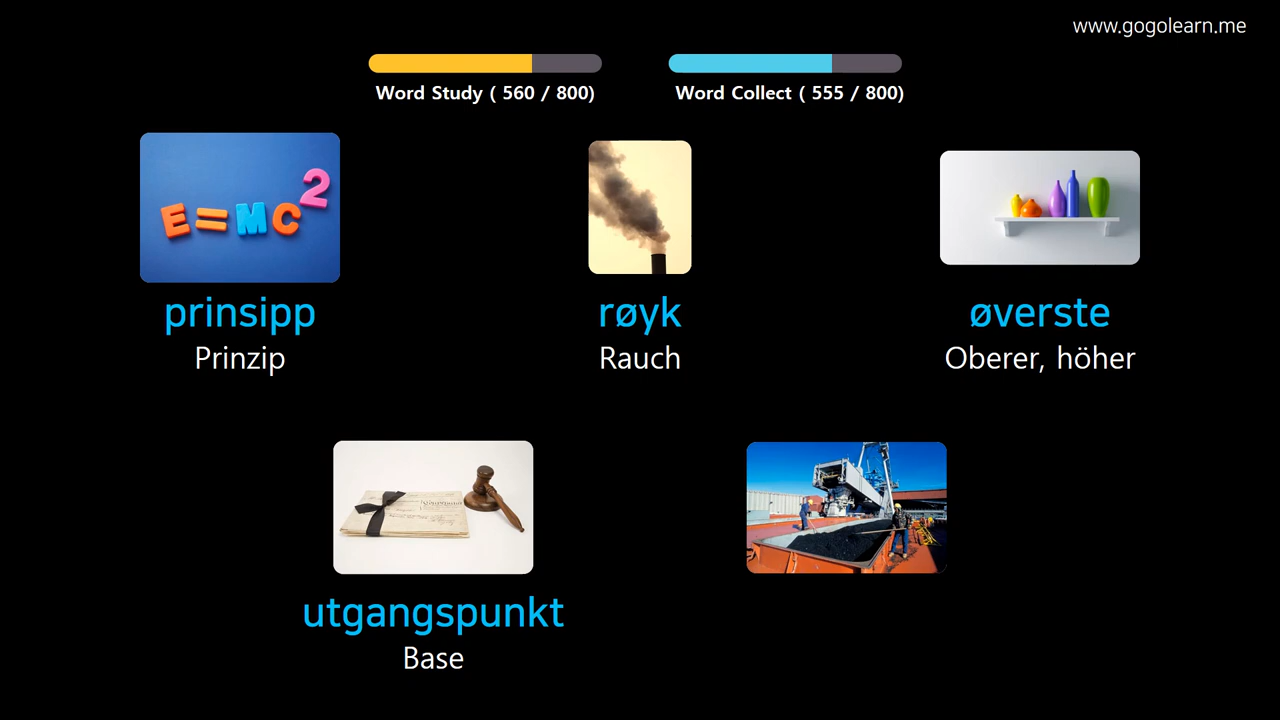 www.gogolearn.me
Word Study ( 560 / 800)
Word Collect ( 555 / 800)
E=MC2
prinsipp
Prinzip
røyk
Rauch
øverste
Oberer, höher
utgangspunkt
Base